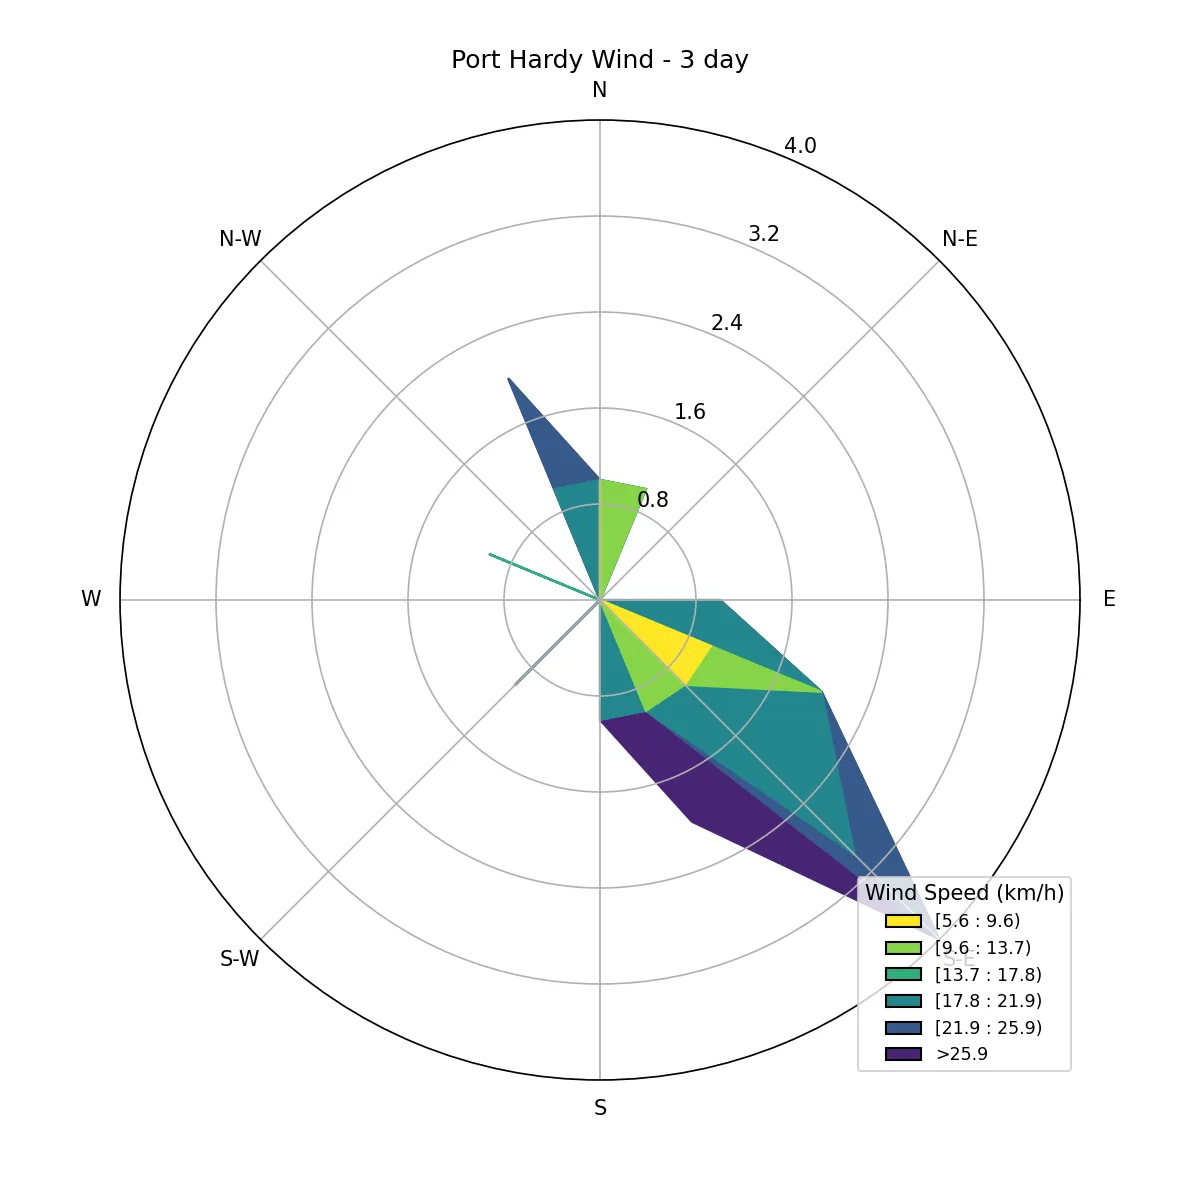 Port Hardy Wind - 3 day
N
4.0
N-W
3.2
N-E
2.4
1.6
0.8
W
E
S-W
S-E
Wind Speed (km/h)
[5.6 : 9.6)
[9.6 : 13.7)
[13.7 : 17.8)
[17.8 : 21.9)
[21.9 : 25.9)
>25.9
S